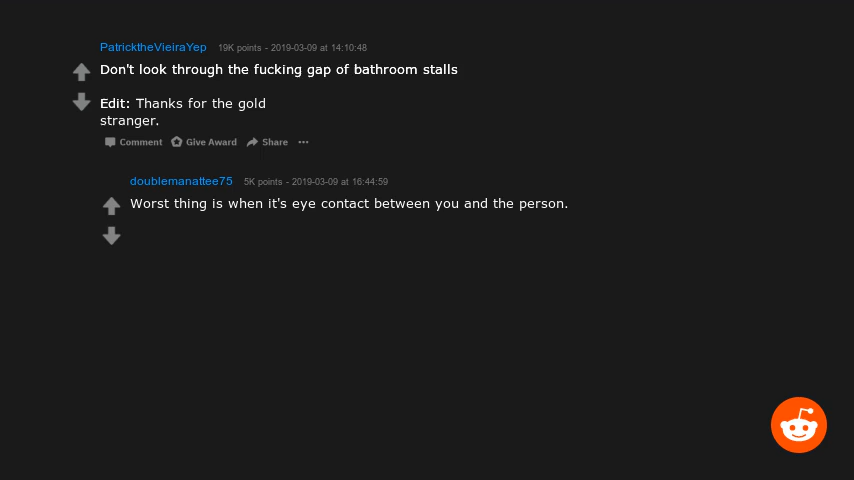 PatricktheVieiraYep 19K points - 2019-03-09 at 14:10:48
Don't look through the fucking gap of bathroom stalls
Edit: Thanks for the gold
stranger.
Comment Give Award Share ···
doublemanattee75 5K points - 2019-03-09 at 16:44:59
Worst thing is when it's eye contact between you and the person.